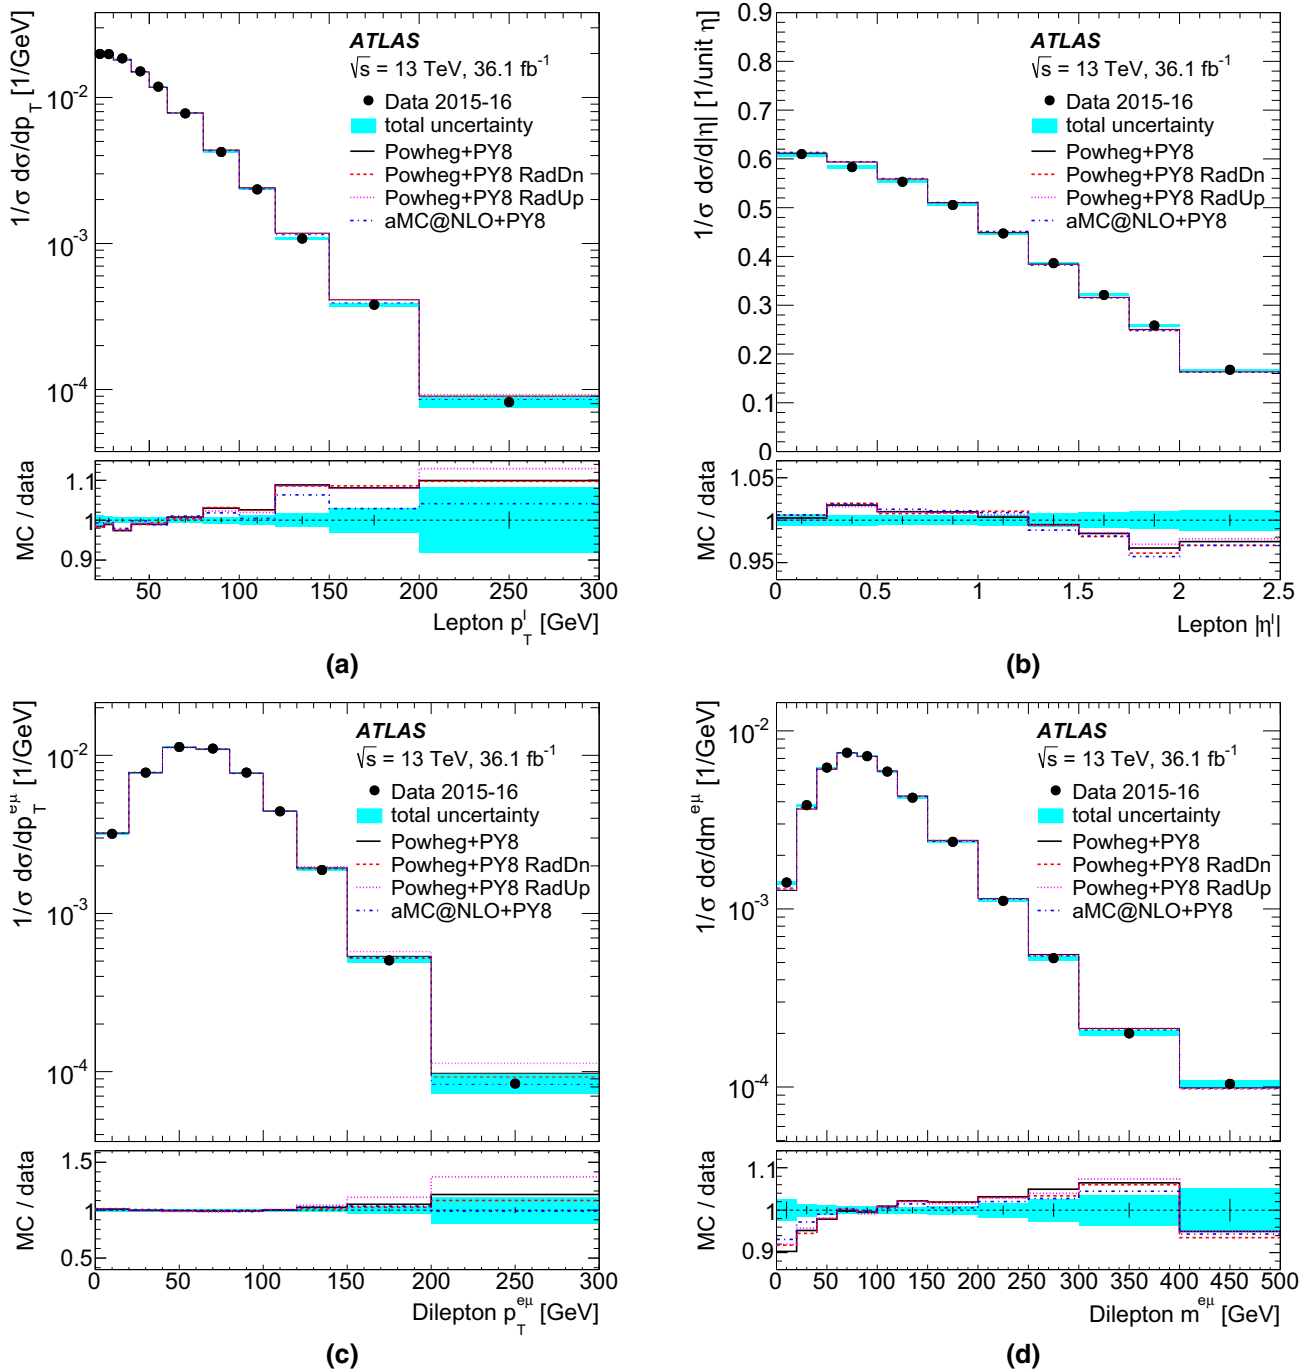 1/σ dσ/dp_T [1/GeV]
10⁻²
10⁻³
10⁻⁴
ATLAS
√s = 13 TeV, 36.1 fb⁻¹
Data 2015-16
total uncertainty
Powheg+PY8
Powheg+PY8 RadDn
Powheg+PY8 RadUp
aMC@NLO+PY8
MC / data
1.1
1
0.9
50 100 150 200 250 300
Lepton p_T^l [GeV]
(a)
1/σ dσ/d|η| [1/unit η]
0.9
0.8
0.7
0.6
0.5
0.4
0.3
0.2
0.1
0
ATLAS
√s = 13 TeV, 36.1 fb⁻¹
Data 2015-16
total uncertainty
Powheg+PY8
Powheg+PY8 RadDn
Powheg+PY8 RadUp
aMC@NLO+PY8
MC / data
1.05
1
0.95
0 0.5 1 1.5 2 2.5
Lepton |η^l|
(b)
1/σ dσ/dp_T^eμ [1/GeV]
10⁻²
10⁻³
10⁻⁴
ATLAS
√s = 13 TeV, 36.1 fb⁻¹
Data 2015-16
total uncertainty
Powheg+PY8
Powheg+PY8 RadDn
Powheg+PY8 RadUp
aMC@NLO+PY8
MC / data
1.5
1
0.5
0 50 100 150 200 250 300
Dilepton p_T^eμ [GeV]
(c)
1/σ dσ/dm^eμ [1/GeV]
10⁻²
10⁻³
10⁻⁴
ATLAS
√s = 13 TeV, 36.1 fb⁻¹
Data 2015-16
total uncertainty
Powheg+PY8
Powheg+PY8 RadDn
Powheg+PY8 RadUp
aMC@NLO+PY8
MC / data
1.1
1
0.9
0 50 100 150 200 250 300 350 400 450 500
Dilepton m^eμ [GeV]
(d)